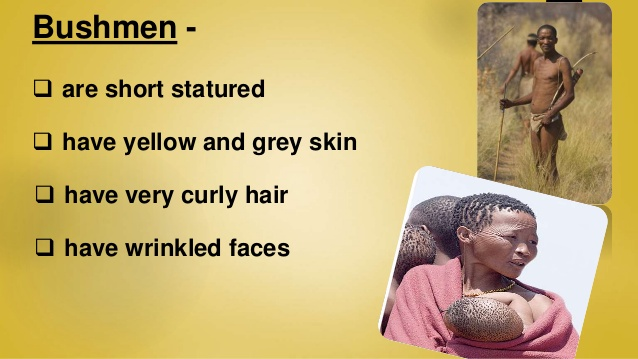 Bushmen -
❑ are short statured
❑ have yellow and grey skin
❑ have very curly hair
❑ have wrinkled faces